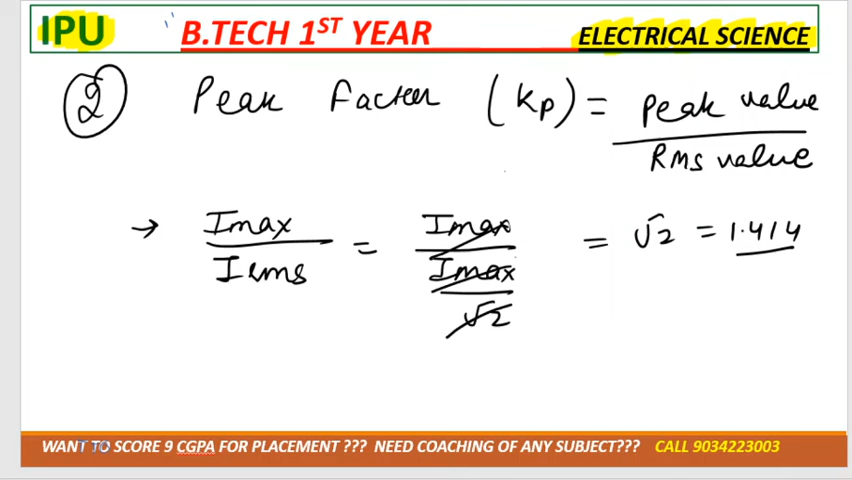 IPU B.TECH 1ST YEAR ELECTRICAL SCIENCE
2 Peak Factor (Kp) = Peak value / RMS value
→ Imax / Irms = Imax / Imax / √2 = √2 = 1.414
WANT TO SCORE 9 CGPA FOR PLACEMENT ??? NEED COACHING OF ANY SUBJECT??? CALL 9034223003